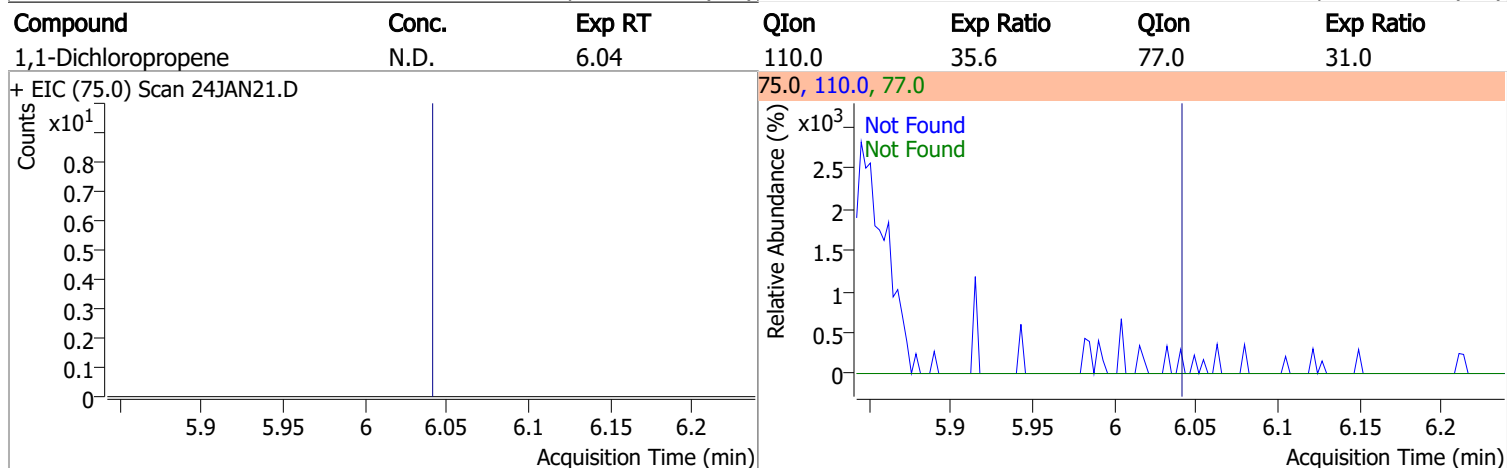 Compound Conc. Exp RT QIon Exp Ratio QIon Exp Ratio
1,1-Dichloropropene N.D. 6.04 110.0 35.6 77.0 31.0
+ EIC (75.0) Scan 24JAN21.D
Counts
x10¹
0.8
0.7
0.6
0.5
0.4
0.3
0.2
0.1
0
5.9 5.95 6 6.05 6.1 6.15 6.2
Acquisition Time (min)
75.0, 110.0, 77.0
Relative Abundance (%)
x10³
Not Found
Not Found
2.5
2
1.5
1
0.5
0
5.9 5.95 6 6.05 6.1 6.15 6.2
Acquisition Time (min)